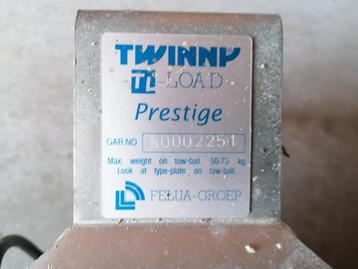 TWINNY
TL-LOAD
Prestige
GAR.NO
Max. weight on tow-ball 50/75 kg
Look at type-plate on tow-ball.
FELUA-GROEP